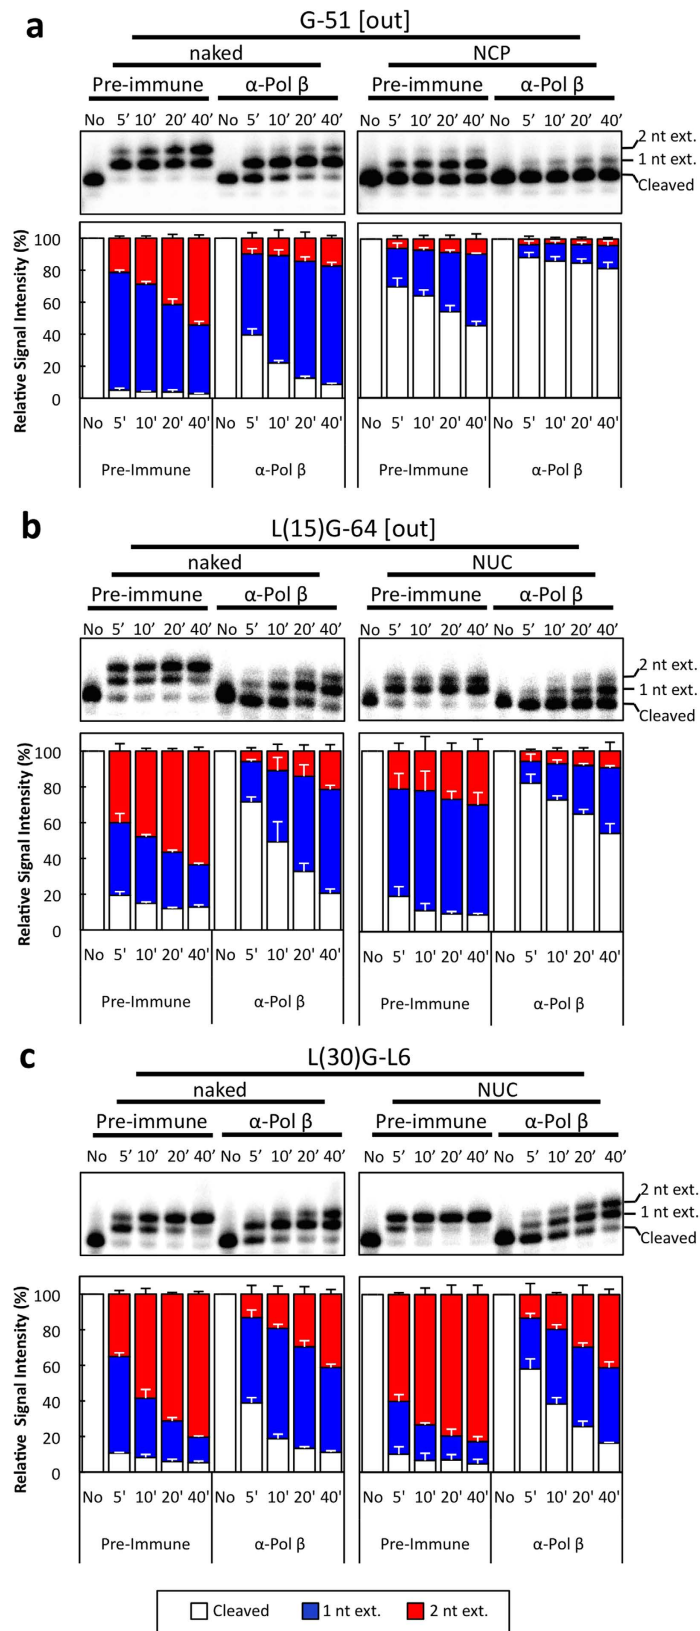 a
G-51 [out]
naked NCP
Pre-immune α-Pol β Pre-immune α-Pol β
No 5' 10' 20' 40' No 5' 10' 20' 40' No 5' 10' 20' 40' No 5' 10' 20' 40'
2 nt ext.
1 nt ext.
Cleaved
Relative Signal Intensity (%)
100
80
60
40
20
0
No 5' 10' 20' 40' No 5' 10' 20' 40' No 5' 10' 20' 40' No 5' 10' 20' 40'
Pre-Immune α-Pol β Pre-Immune α-Pol β
b
L(15)G-64 [out]
naked NUC
Pre-immune α-Pol β Pre-immune α-Pol β
No 5' 10' 20' 40' No 5' 10' 20' 40' No 5' 10' 20' 40' No 5' 10' 20' 40'
2 nt ext.
1 nt ext.
Cleaved
Relative Signal Intensity (%)
100
80
60
40
20
0
No 5' 10' 20' 40' No 5' 10' 20' 40' No 5' 10' 20' 40' No 5' 10' 20' 40'
Pre-Immune α-Pol β Pre-Immune α-Pol β
c
L(30)G-L6
naked NUC
Pre-immune α-Pol β Pre-immune α-Pol β
No 5' 10' 20' 40' No 5' 10' 20' 40' No 5' 10' 20' 40' No 5' 10' 20' 40'
2 nt ext.
1 nt ext.
Cleaved
Relative Signal Intensity (%)
100
80
60
40
20
0
No 5' 10' 20' 40' No 5' 10' 20' 40' No 5' 10' 20' 40' No 5' 10' 20' 40'
Pre-Immune α-Pol β Pre-Immune α-Pol β
Cleaved 1 nt ext. 2 nt ext.